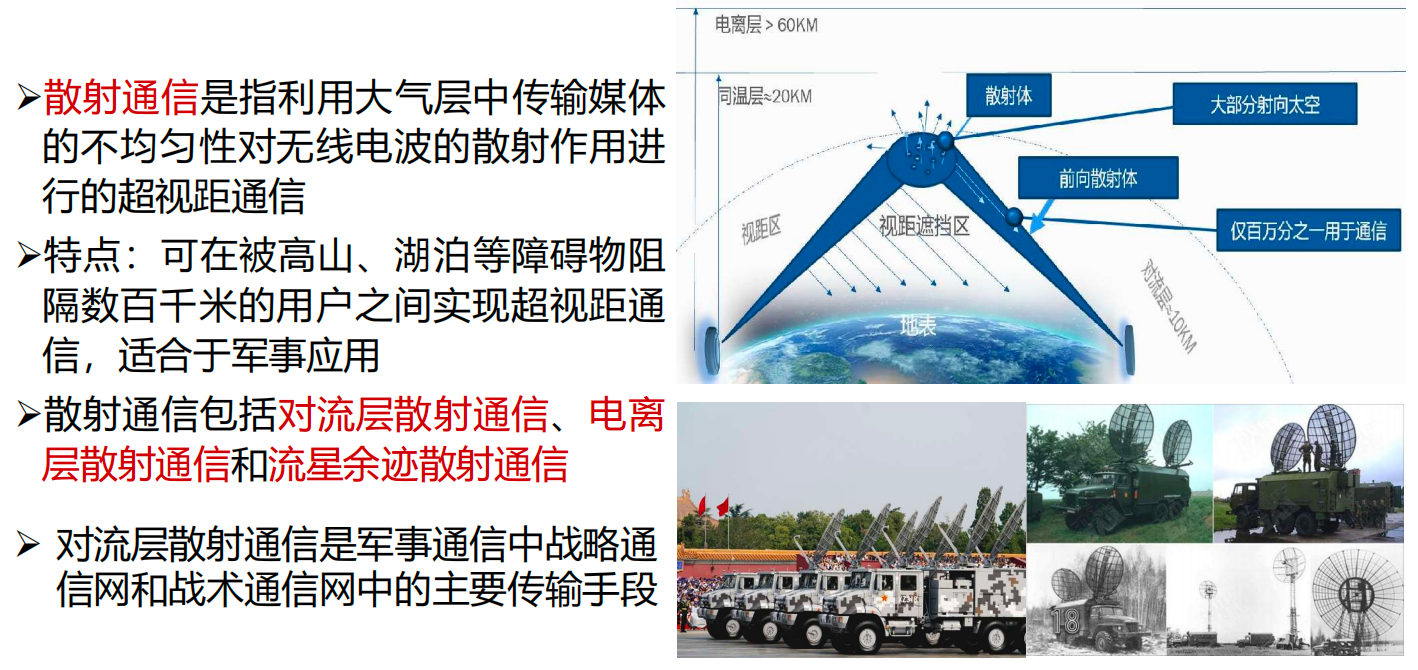 ➢散射通信是指利用大气层中传输媒体
的不均匀性对无线电波的散射作用进
行的超视距通信
➢特点：可在被高山、湖泊等障碍物阻
隔数百千米的用户之间实现超视距通
信，适合于军事应用
➢散射通信包括对流层散射通信、电离
层散射通信和流星余迹散射通信
➢ 对流层散射通信是军事通信中战略通
信网和战术通信网中的主要传输手段
电离层 > 60KM
同温层≈20KM
散射体
大部分射向太空
前向散射体
视距区
视距遮挡区
仅百万分之一用于通信
对流层≈10KM
地表
18